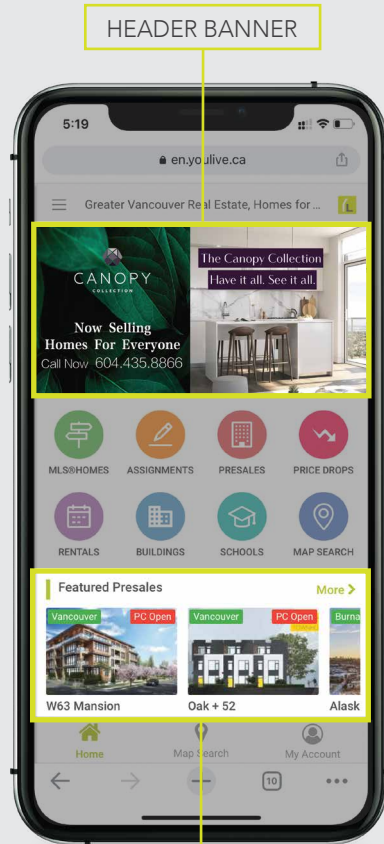 HEADER BANNER
5:19
en.youlive.ca
Greater Vancouver Real Estate, Homes for ...
CANOPY
COLLECTION
Now Selling
Homes For Everyone
Call Now 604.435.8866
The Canopy Collection
Have it all. See it all.
MLS®HOMES ASSIGNMENTS PRESALES PRICE DROPS
RENTALS BUILDINGS SCHOOLS MAP SEARCH
Featured Presales More >
Vancouver PC Open Vancouver PC Open Burna
W63 Mansion Oak + 52 Alask
Home Map Search My Account
10